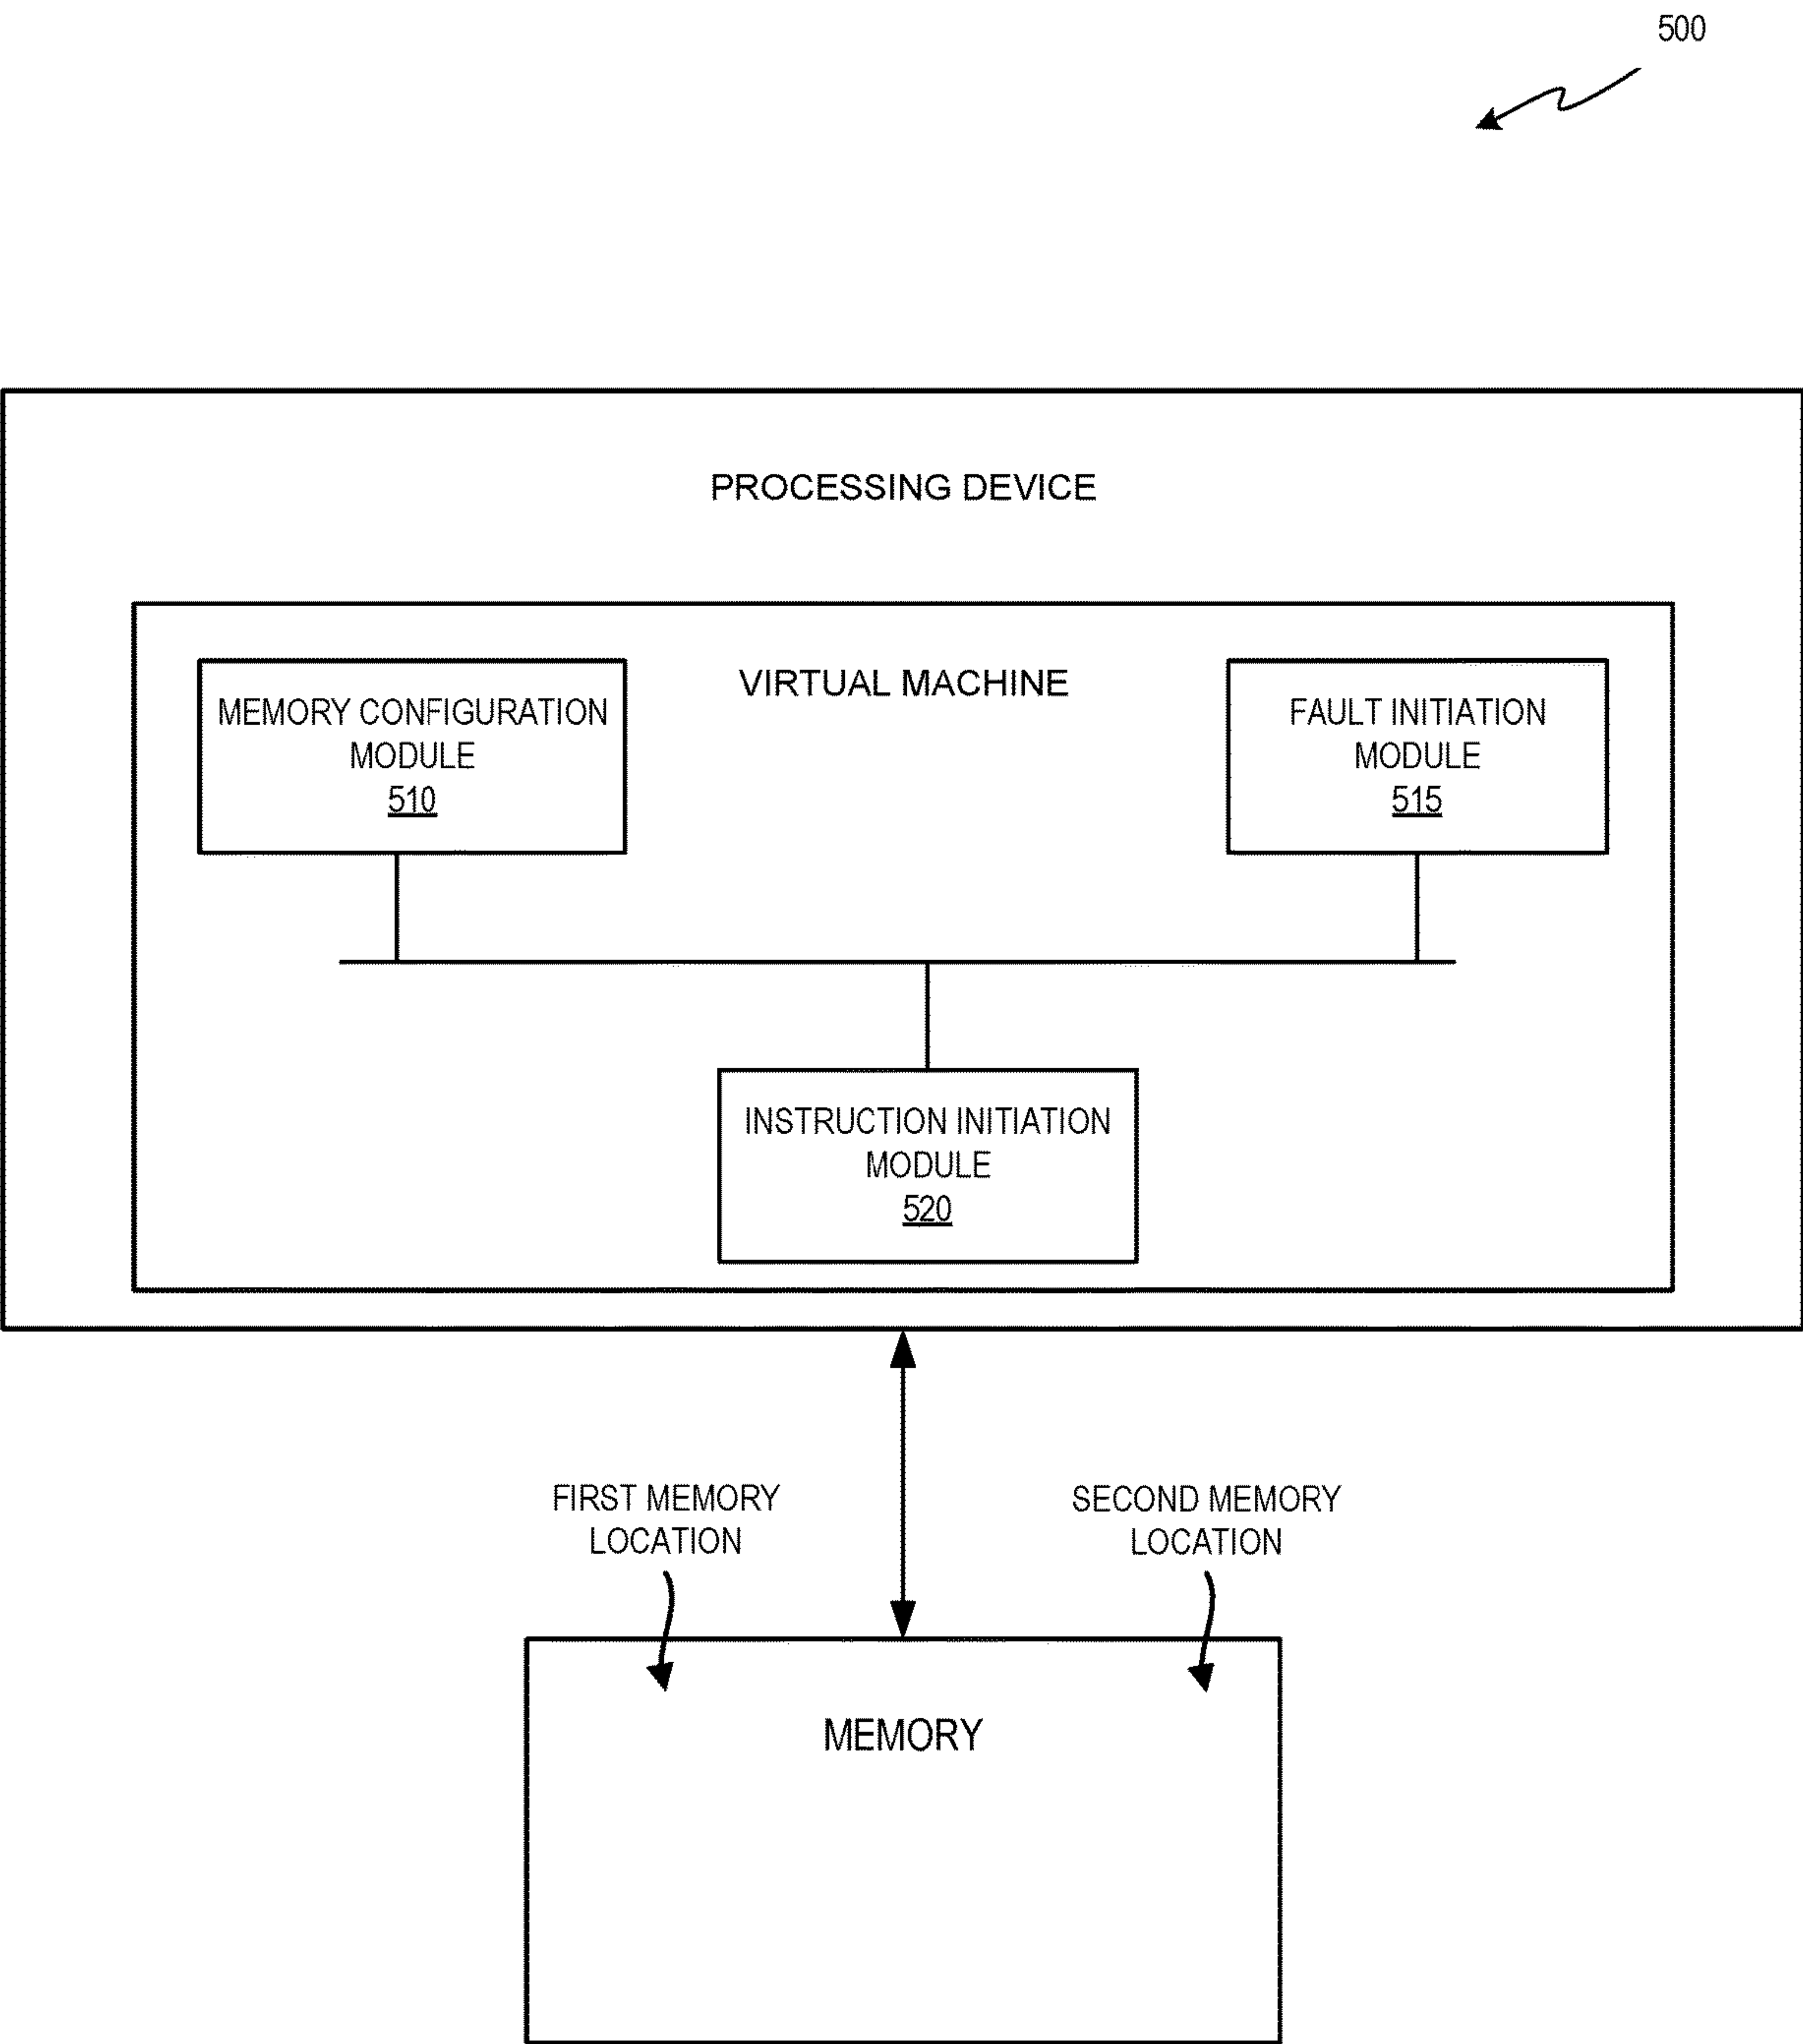 500
PROCESSING DEVICE
VIRTUAL MACHINE
MEMORY CONFIGURATION
MODULE
510
FAULT INITIATION
MODULE
515
INSTRUCTION INITIATION
MODULE
520
FIRST MEMORY
LOCATION
SECOND MEMORY
LOCATION
MEMORY